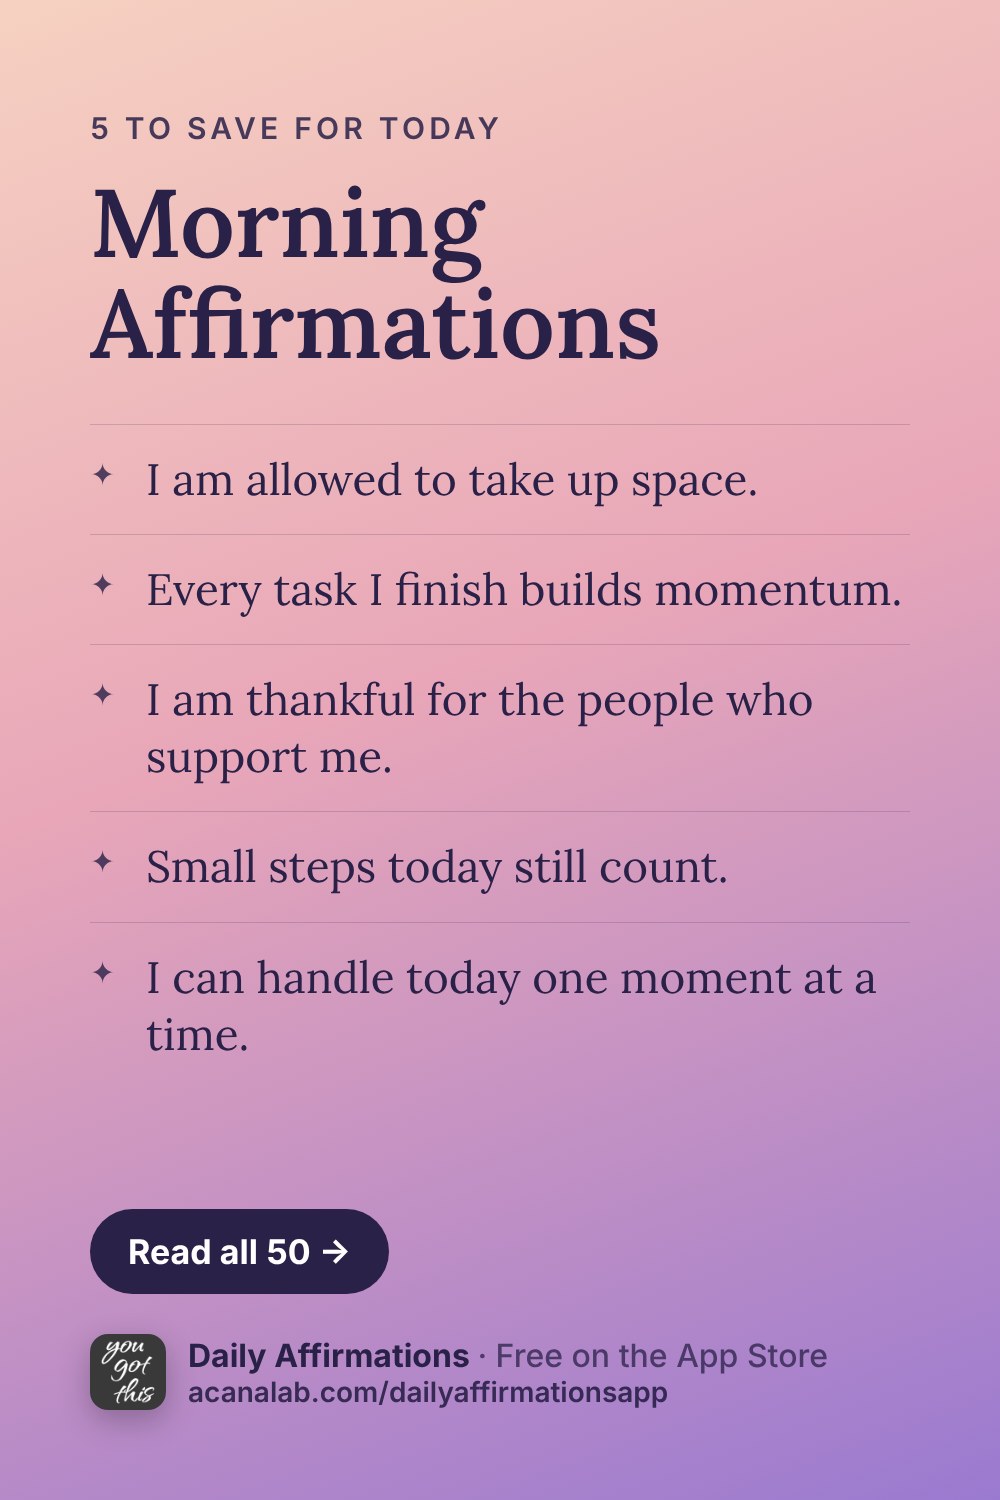 5 TO SAVE FOR TODAY
Morning
Affirmations
✦ I am allowed to take up space.
✦ Every task I finish builds momentum.
✦ I am thankful for the people who
support me.
✦ Small steps today still count.
✦ I can handle today one moment at a
time.
Read all 50 →
you
got
this
Daily Affirmations · Free on the App Store
acanalab.com/dailyaffirmationsapp